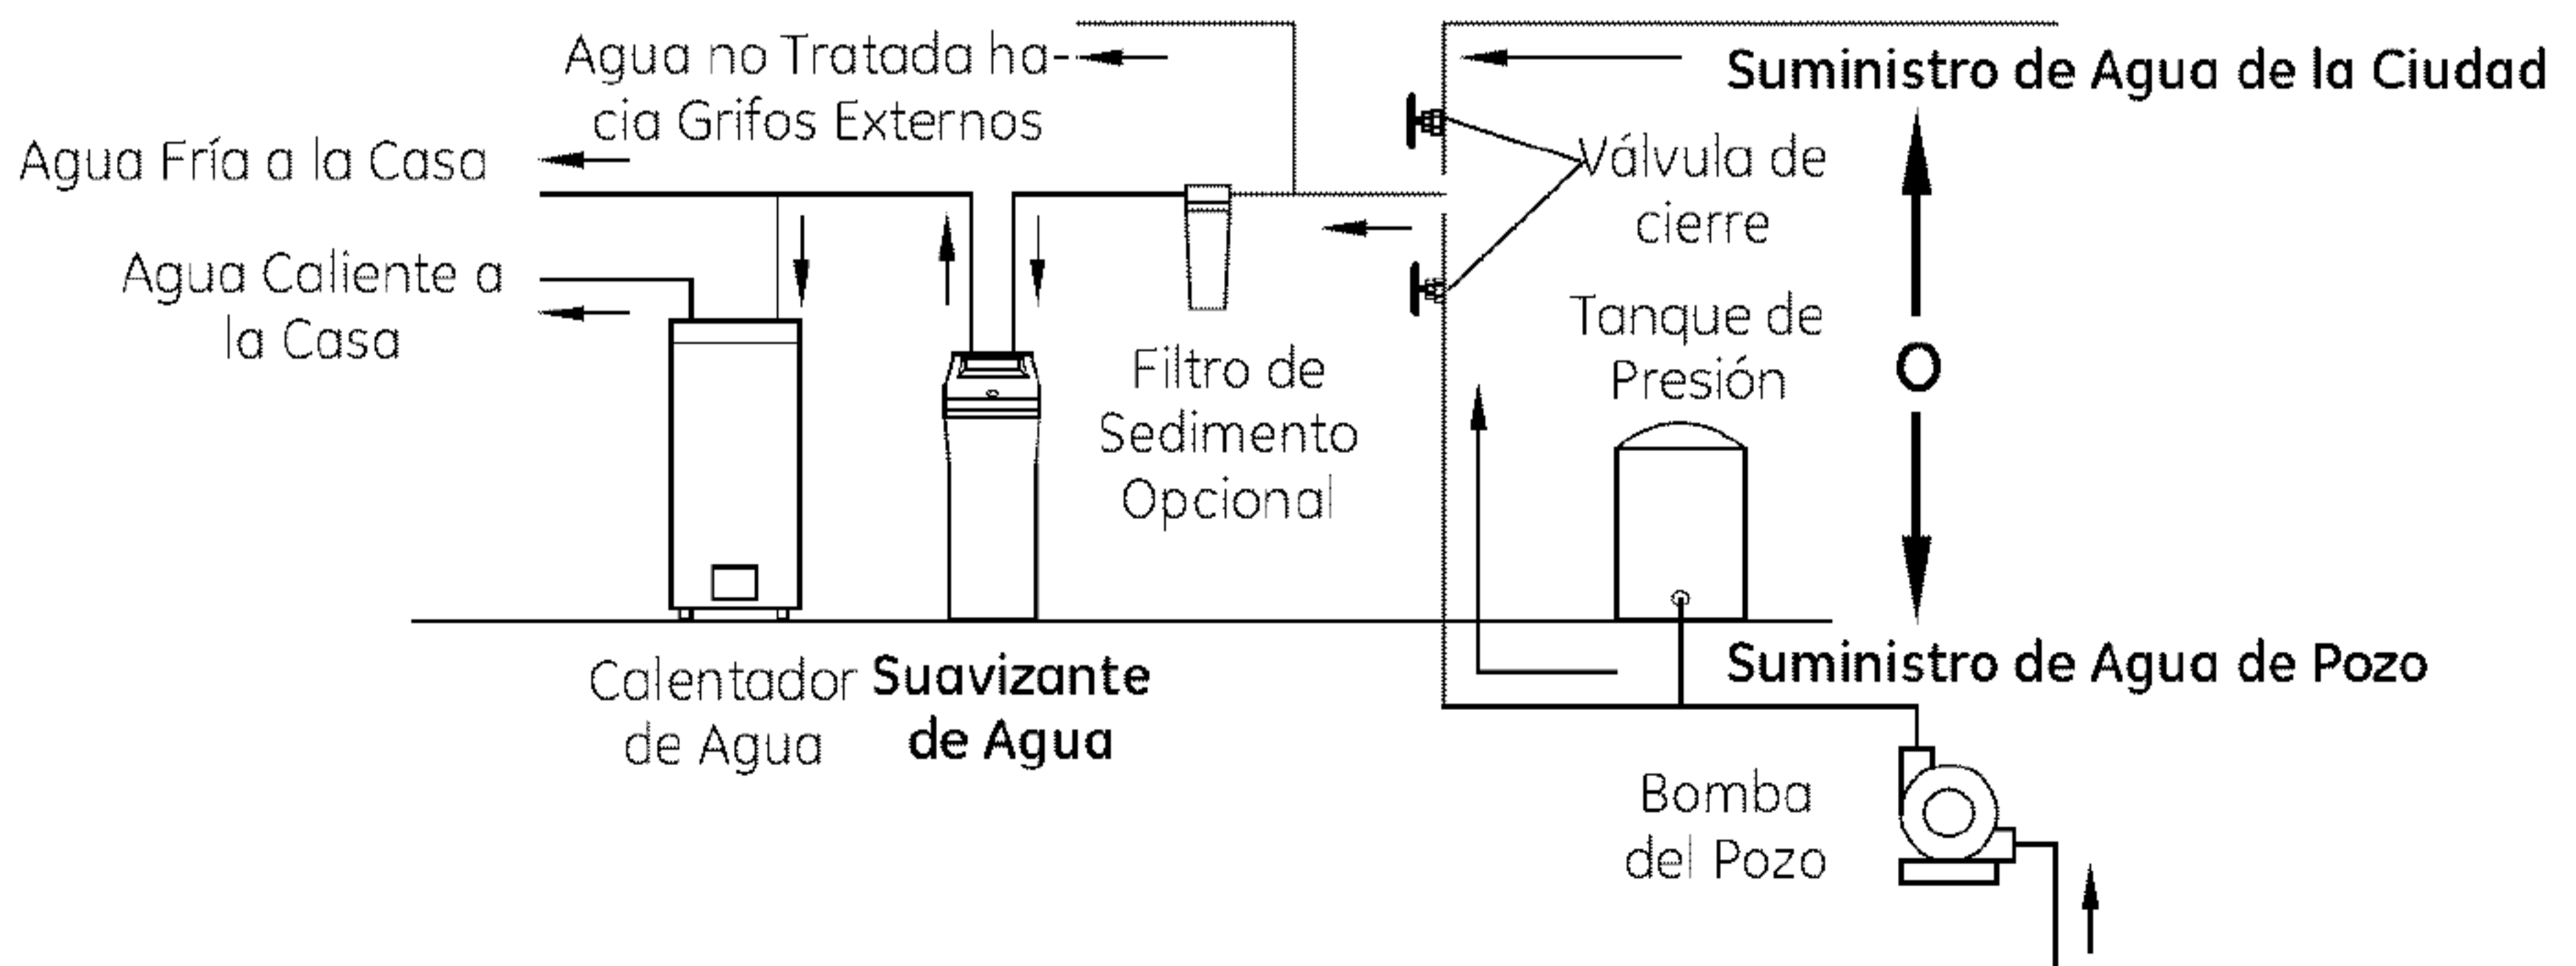 Agua no Tratada ha-
cia Grifos Externos
Suministro de Agua de la Ciudad
Agua Fría a la Casa
Válvula de
cierre
Agua Caliente a
la Casa
Tanque de
Presión
O
Filtro de
Sedimento
Opcional
Calentador
de Agua
Suavizante
de Agua
Suministro de Agua de Pozo
Bomba
del Pozo